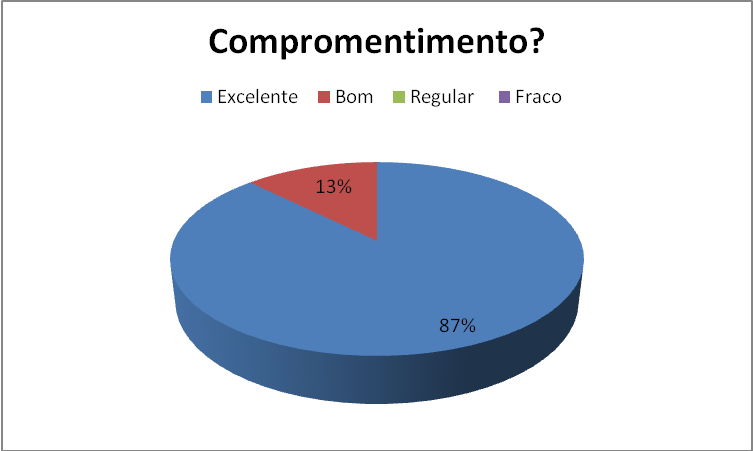 Compromentimento?
Excelente Bom Regular Fraco
13%
87%